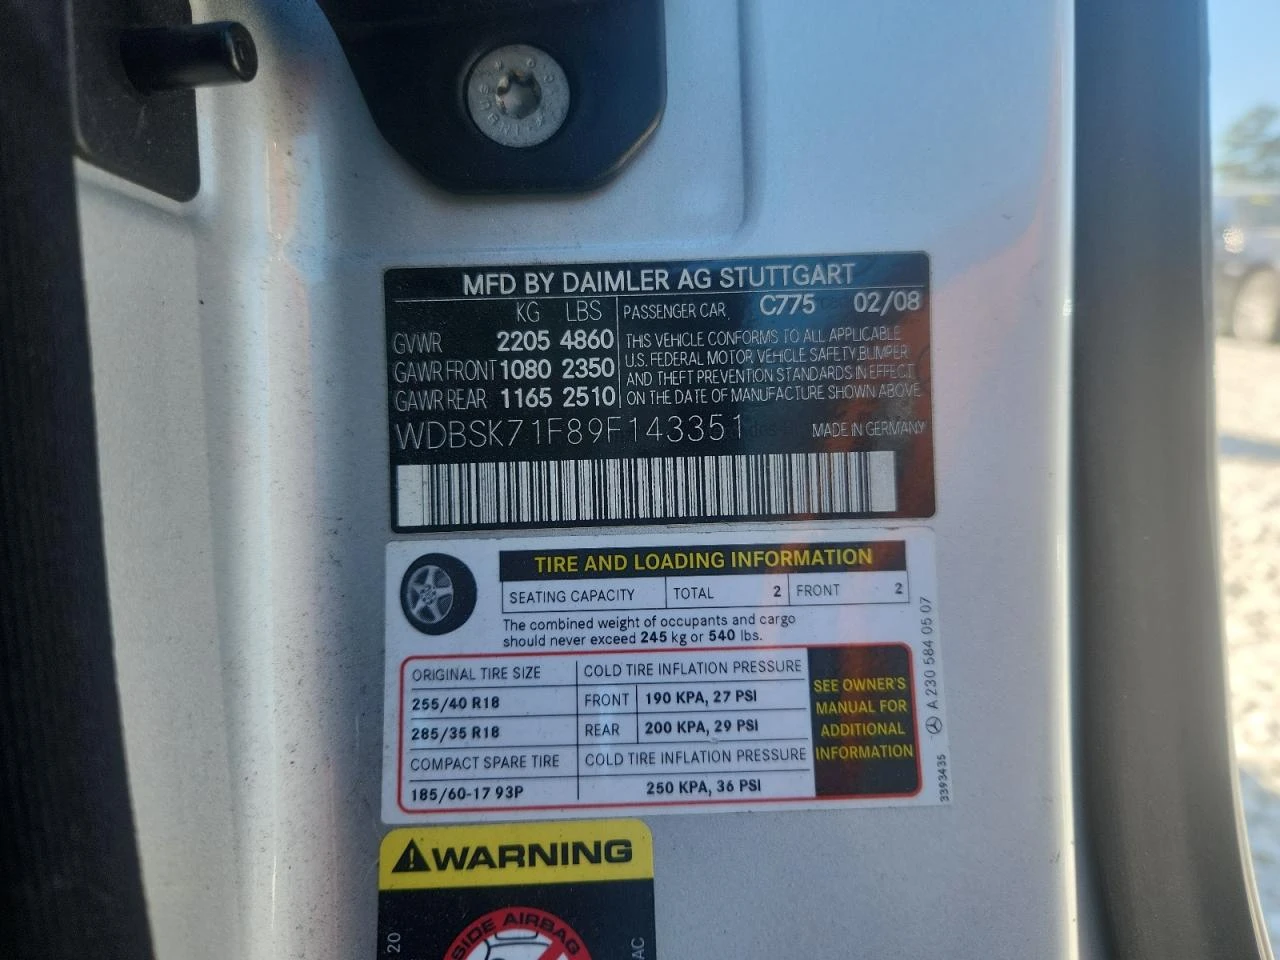 MFD BY DAIMLER AG STUTTGART
KG LBS PASSENGER CAR C775 02/08
GVWR 2205 4860
GAWR FRONT 1080 2350
GAWR REAR 1165 2510
THIS VEHICLE CONFORMS TO ALL APPLICABLE
U.S. FEDERAL MOTOR VEHICLE SAFETY,BUMPER
AND THEFT PREVENTION STANDARDS IN EFFECT
ON THE DATE OF MANUFACTURE SHOWN ABOVE
WDBSK71F89F143351 MADE IN GERMANY
TIRE AND LOADING INFORMATION
SEATING CAPACITY TOTAL 2 FRONT 2
The combined weight of occupants and cargo
should never exceed 245 kg or 540 lbs.
ORIGINAL TIRE SIZE COLD TIRE INFLATION PRESSURE
255/40 R18 FRONT 190 KPA, 27 PSI
285/35 R18 REAR 200 KPA, 29 PSI
COMPACT SPARE TIRE COLD TIRE INFLATION PRESSURE
185/60-17 93P 250 KPA, 36 PSI
SEE OWNER'S
MANUAL FOR
ADDITIONAL
INFORMATION
A 230 584 05 07
3393435
WARNING
SIDE AIRBAG
20
AC